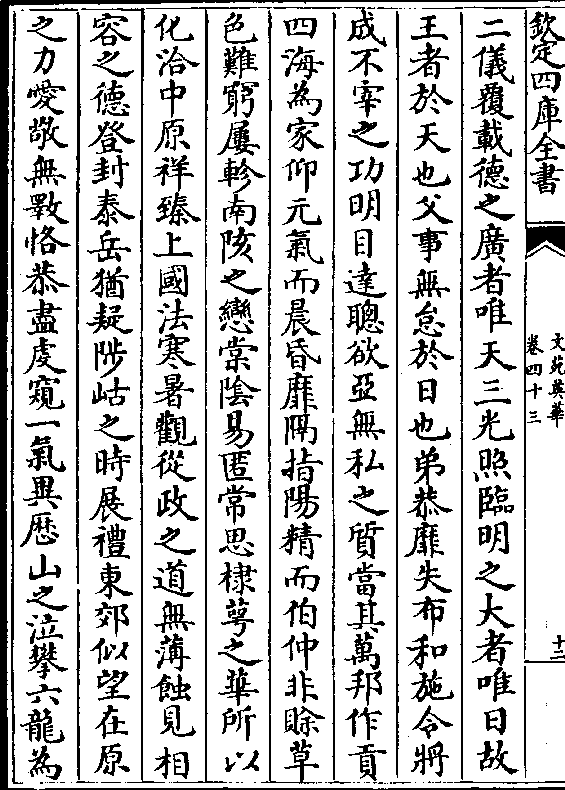 欽定四庫全書
文苑英華
卷四十三
十二
二儀覆載德之廣者唯天三光照臨明之大者唯日故
王者於天也父事無怠於日也弟恭靡失布和施令將
成不宰之功明目達聰欲亞無私之質當其萬邦作貢
四海為家仰元氣而晨昏靡隔指陽精而伯仲非賒草
色難窮屢軫南陔之戀棠陰易匿常思棣萼之華所以
化洽中原祥臻上國法寒暑觀從政之道無薄蝕見相
容之德登封泰岳猶疑陟岵之時展禮東郊似望在原
之力愛敬無斁恪恭盡虔窺一氣異歴山之泣攀六龍為